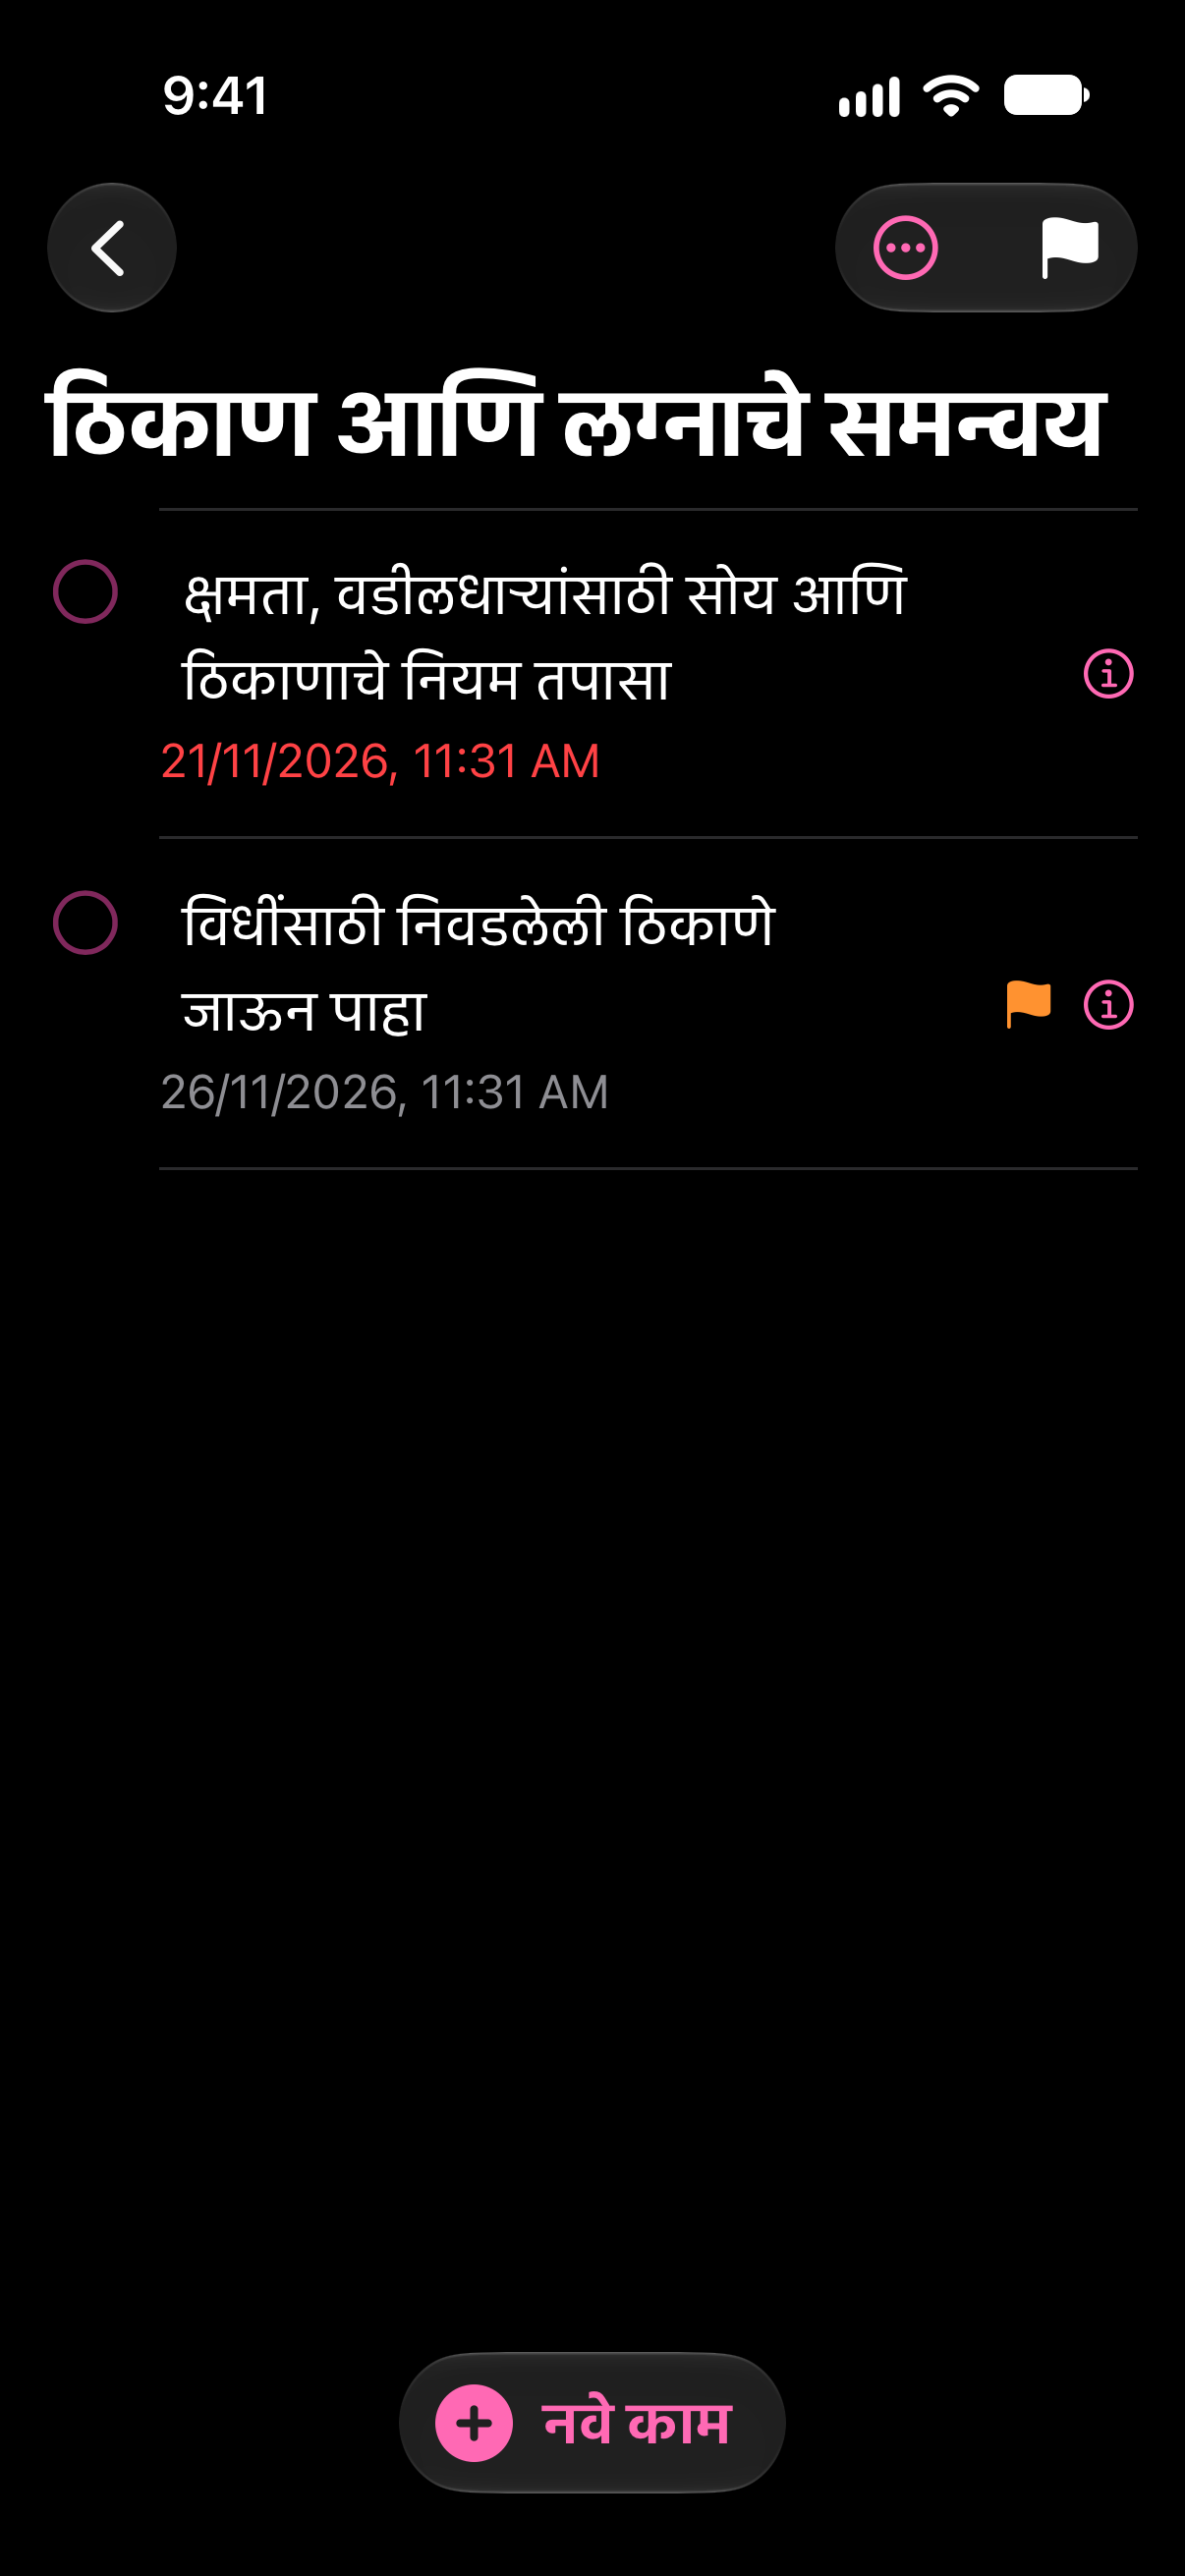 9:41
ठिकाण आणि लग्नाचे समन्वय
क्षमता, वडीलधाऱ्यांसाठी सोय आणि
ठिकाणाचे नियम तपासा
21/11/2026, 11:31 AM
विधींसाठी निवडलेली ठिकाणे
जाऊन पाहा
26/11/2026, 11:31 AM
नवे काम